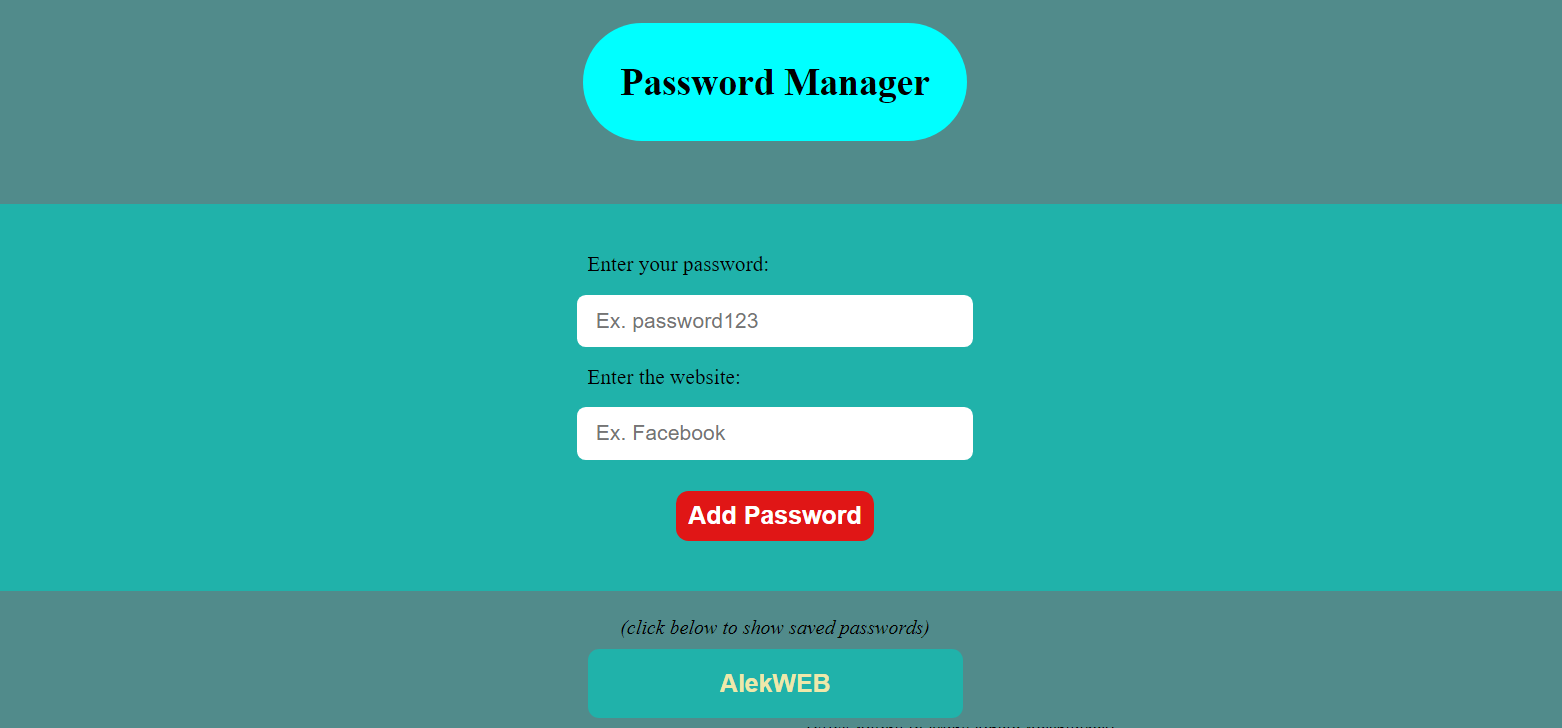 Password Manager
Enter your password:
Ex. password123
Enter the website:
Ex. Facebook
Add Password
(click below to show saved passwords)
AlekWEB